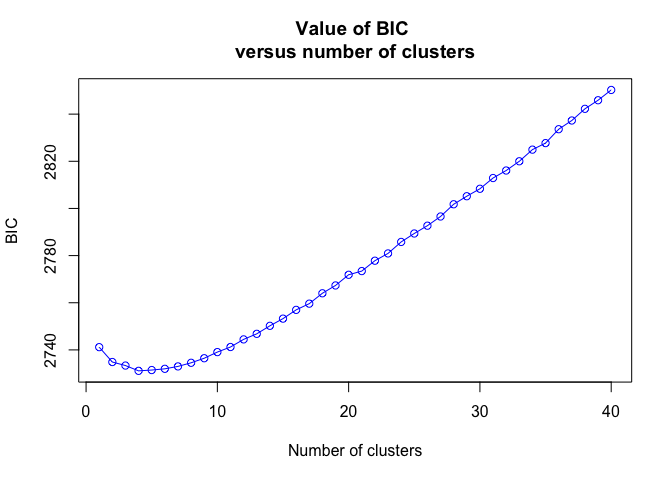 Value of BIC
versus number of clusters
BIC
2820
2780
2740
0 10 20 30 40
Number of clusters